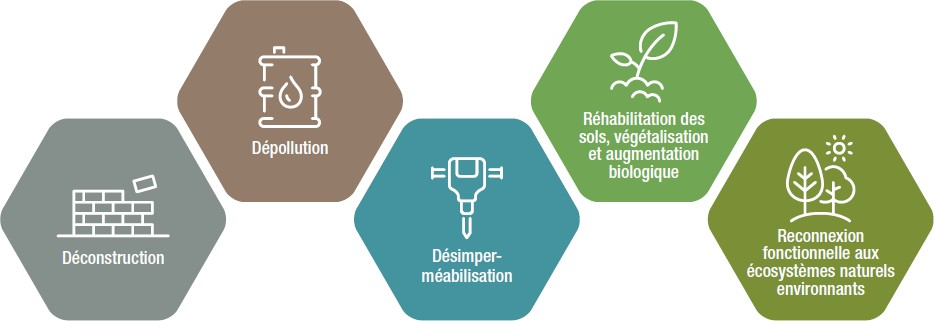 Déconstruction
Dépollution
Désimper-
méabilisation
Réhabilitation des
sols, végétalisation
et augmentation
biologique
Reconnexion
fonctionnelle aux
écosystèmes naturels
environnants